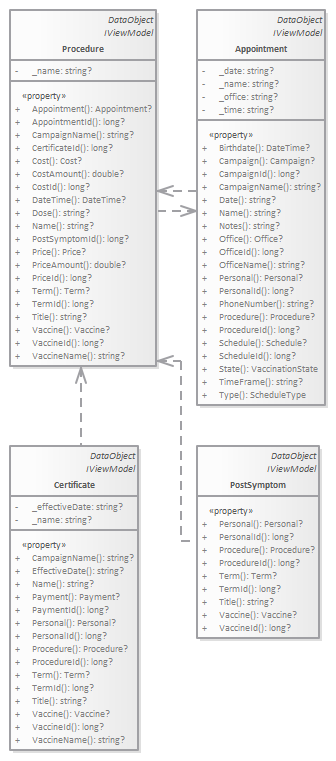 DataObject
IViewModel
Procedure
- _name: string?
«property»
+ Appointment(): Appointment?
+ AppointmentId(): long?
+ CampaignName(): string?
+ CertificateId(): long?
+ Cost(): Cost?
+ CostAmount(): double?
+ CostId(): long?
+ DateTime(): DateTime?
+ Dose(): string?
+ Name(): string?
+ PostSymptomId(): long?
+ Price(): Price?
+ PriceAmount(): double?
+ PriceId(): long?
+ Term(): Term?
+ TermId(): long?
+ Title(): string?
+ Vaccine(): Vaccine?
+ VaccineId(): long?
+ VaccineName(): string?
DataObject
IViewModel
Appointment
- _date: string?
- _name: string?
- _office: string?
- _time: string?
«property»
+ Birthdate(): DateTime?
+ Campaign(): Campaign?
+ CampaignId(): long?
+ CampaignName(): string?
+ Date(): string?
+ Name(): string?
+ Notes(): string?
+ Office(): Office?
+ OfficeId(): long?
+ OfficeName(): string?
+ Personal(): Personal?
+ PersonalId(): long?
+ PhoneNumber(): string?
+ Procedure(): Procedure?
+ ProcedureId(): long?
+ Schedule(): Schedule?
+ ScheduleId(): long?
+ State(): VaccinationState
+ TimeFrame(): string?
+ Type(): ScheduleType
DataObject
IViewModel
Certificate
- _effectiveDate: string?
- _name: string?
«property»
+ CampaignName(): string?
+ EffectiveDate(): string?
+ Name(): string?
+ Payment(): Payment?
+ PaymentId(): long?
+ Personal(): Personal?
+ PersonalId(): long?
+ Procedure(): Procedure?
+ ProcedureId(): long?
+ Term(): Term?
+ TermId(): long?
+ Title(): string?
+ Vaccine(): Vaccine?
+ VaccineId(): long?
+ VaccineName(): string?
DataObject
IViewModel
PostSymptom
«property»
+ Personal(): Personal?
+ PersonalId(): long?
+ Procedure(): Procedure?
+ ProcedureId(): long?
+ Term(): Term?
+ TermId(): long?
+ Title(): string?
+ Vaccine(): Vaccine?
+ VaccineId(): long?